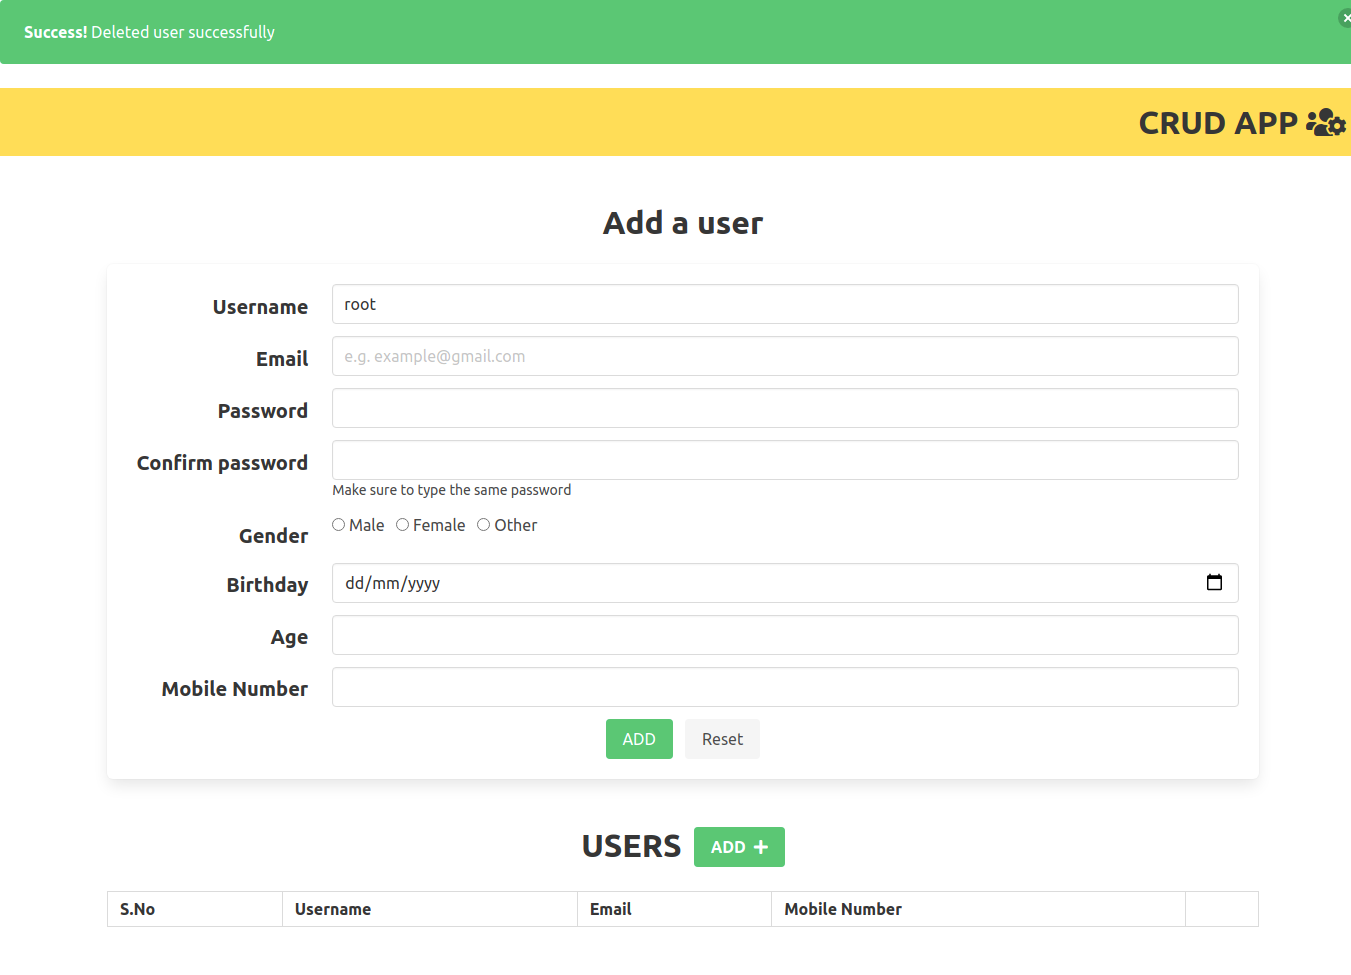 Success! Deleted user successfully
CRUD APP
Add a user
Username root
Email e.g. example@gmail.com
Password
Confirm password
Make sure to type the same password
Gender Male Female Other
Birthday dd/mm/yyyy
Age
Mobile Number
ADD Reset
USERS ADD +
S.No Username Email Mobile Number